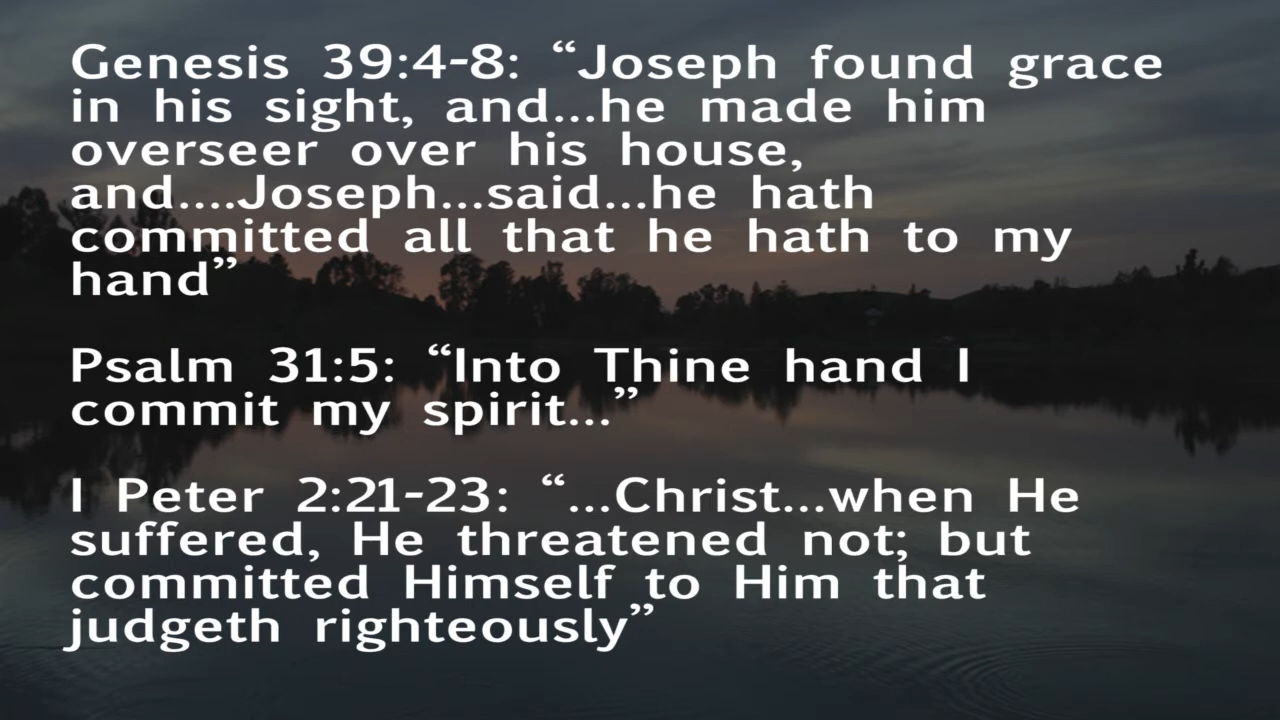 Genesis 39:4-8: “Joseph found grace
in his sight, and...he made him
overseer over his house,
and....Joseph...said...he hath
committed all that he hath to my
hand”
Psalm 31:5: “Into Thine hand I
commit my spirit...”
I Peter 2:21-23: “...Christ...when He
suffered, He threatened not; but
committed Himself to Him that
judgeth righteously”